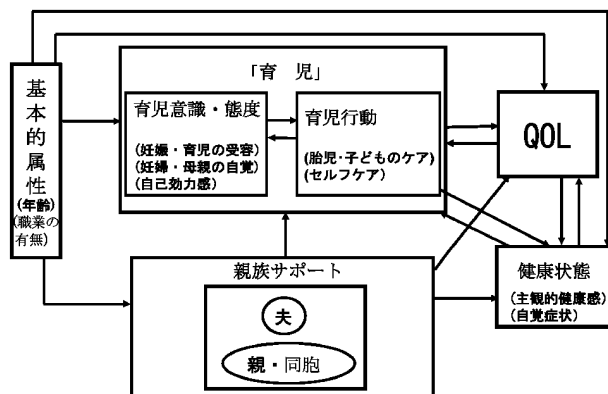 基本的属性
(年齢)
(職業の
有無)
「育　児」
育児意識・態度
(妊娠・育児の受容)
(妊婦・母親の自覚)
(自己効力感)
育児行動
(胎児・子どものケア)
(セルフケア)
QOL
親族サポート
夫
親・同胞
健康状態
(主観的健康感)
(自覚症状)